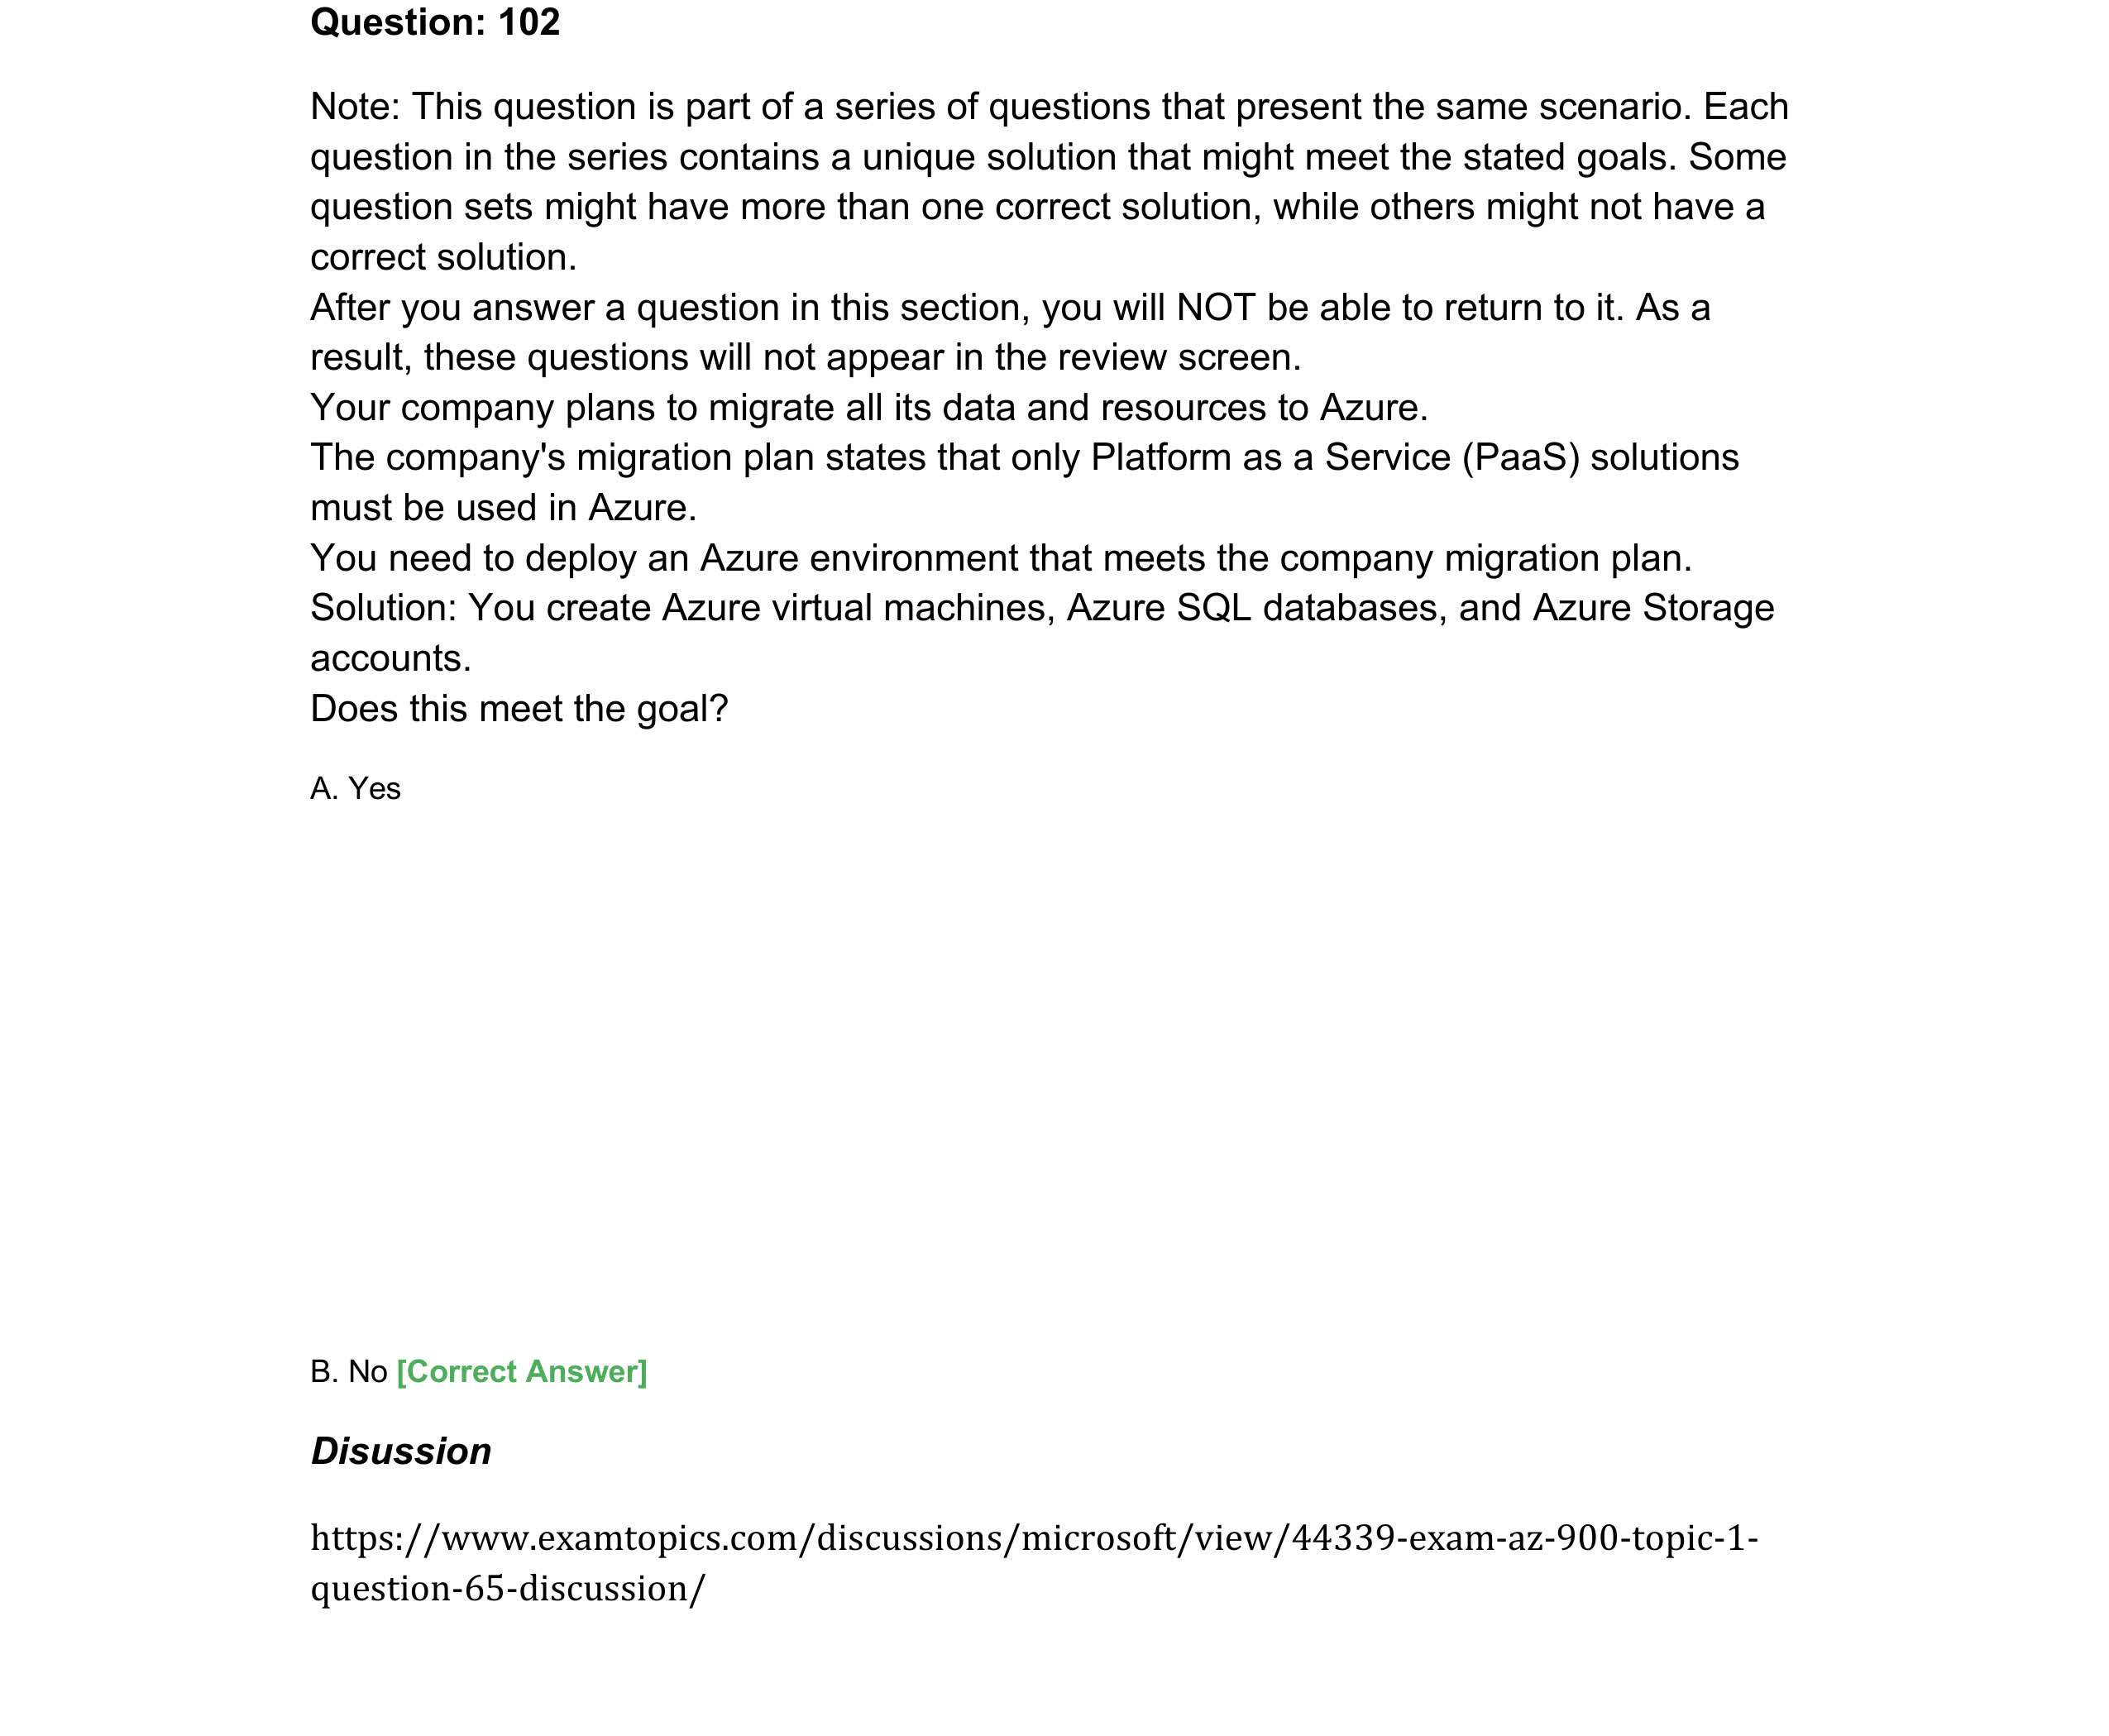 Question: 102
Note: This question is part of a series of questions that present the same scenario. Each
question in the series contains a unique solution that might meet the stated goals. Some
question sets might have more than one correct solution, while others might not have a
correct solution.
After you answer a question in this section, you will NOT be able to return to it. As a
result, these questions will not appear in the review screen.
Your company plans to migrate all its data and resources to Azure.
The company's migration plan states that only Platform as a Service (PaaS) solutions
must be used in Azure.
You need to deploy an Azure environment that meets the company migration plan.
Solution: You create Azure virtual machines, Azure SQL databases, and Azure Storage
accounts.
Does this meet the goal?
A. Yes
B. No [Correct Answer]
Disussion
https://www.examtopics.com/discussions/microsoft/view/44339-exam-az-900-topic-1-
question-65-discussion/